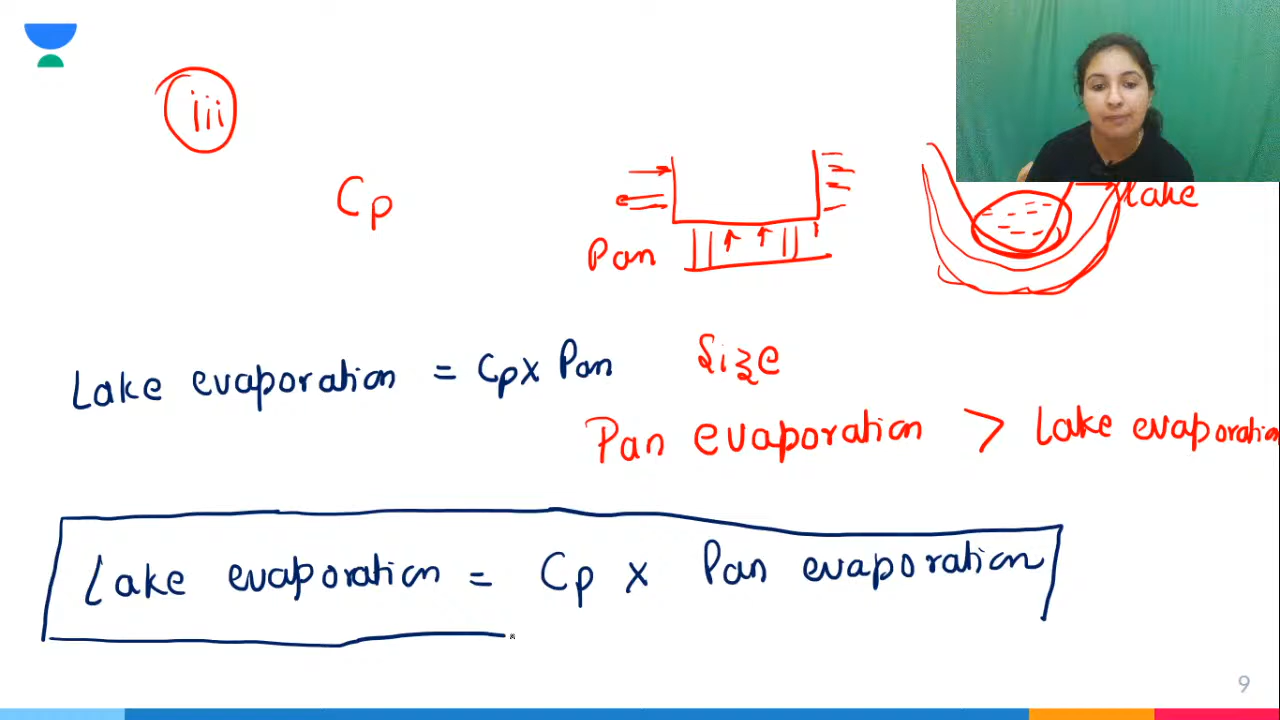 iii
Cp
lake
Pan
Lake evaporation = Cp x Pan
Size
Pan evaporation > Lake evaporation
Lake evaporation = Cp x Pan evaporation
9